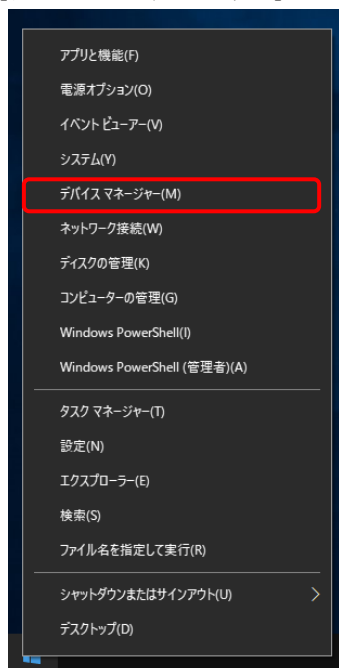 アプリと機能(F)
電源オプション(O)
イベント ビューアー(V)
システム(Y)
デバイス マネージャー(M)
ネットワーク接続(W)
ディスクの管理(K)
コンピューターの管理(G)
Windows PowerShell(I)
Windows PowerShell (管理者)(A)
タスク マネージャー(T)
設定(N)
エクスプローラー(E)
検索(S)
ファイル名を指定して実行(R)
シャットダウンまたはサインアウト(U)
デスクトップ(D)